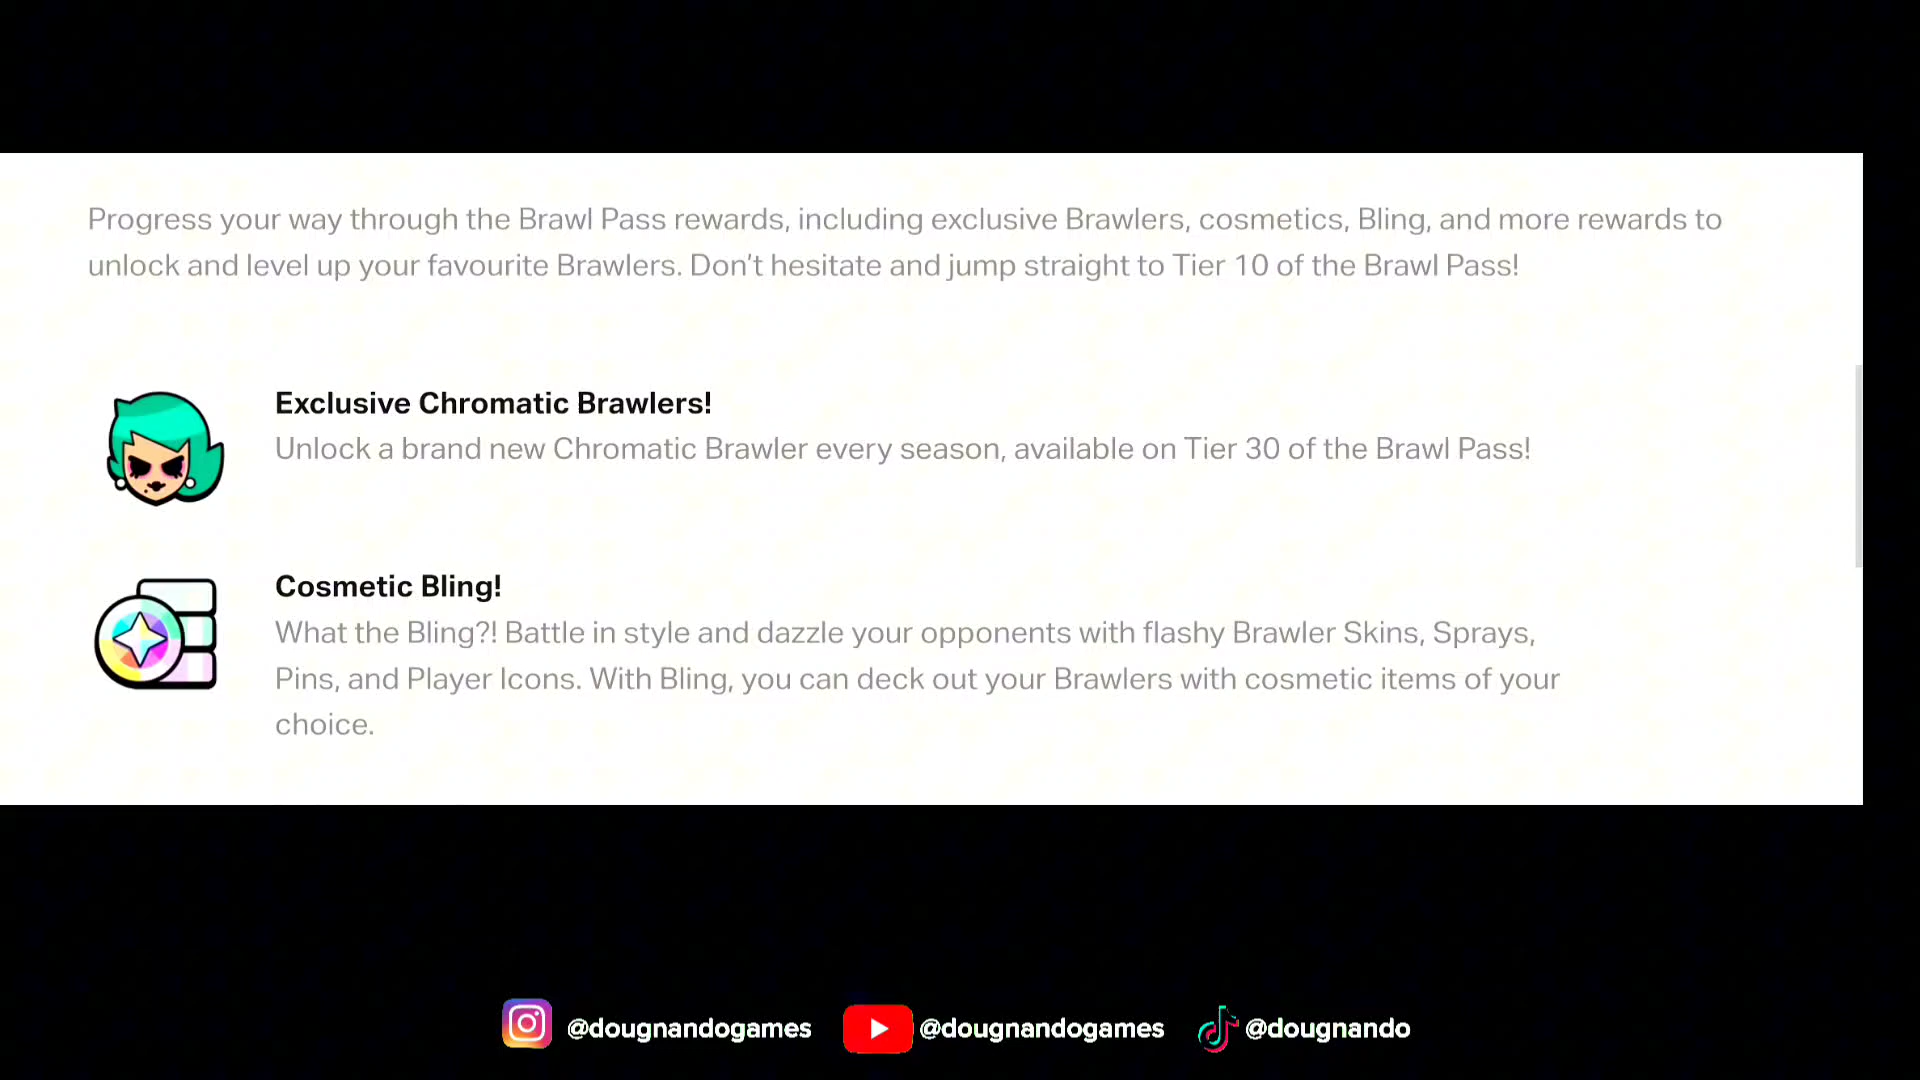 Progress your way through the Brawl Pass rewards, including exclusive Brawlers, cosmetics, Bling, and more rewards to
unlock and level up your favourite Brawlers. Don't hesitate and jump straight to Tier 10 of the Brawl Pass!
Exclusive Chromatic Brawlers!
Unlock a brand new Chromatic Brawler every season, available on Tier 30 of the Brawl Pass!
Cosmetic Bling!
What the Bling?! Battle in style and dazzle your opponents with flashy Brawler Skins, Sprays,
Pins, and Player Icons. With Bling, you can deck out your Brawlers with cosmetic items of your
choice.
@dougnandogames @dougnandogames @dougnando